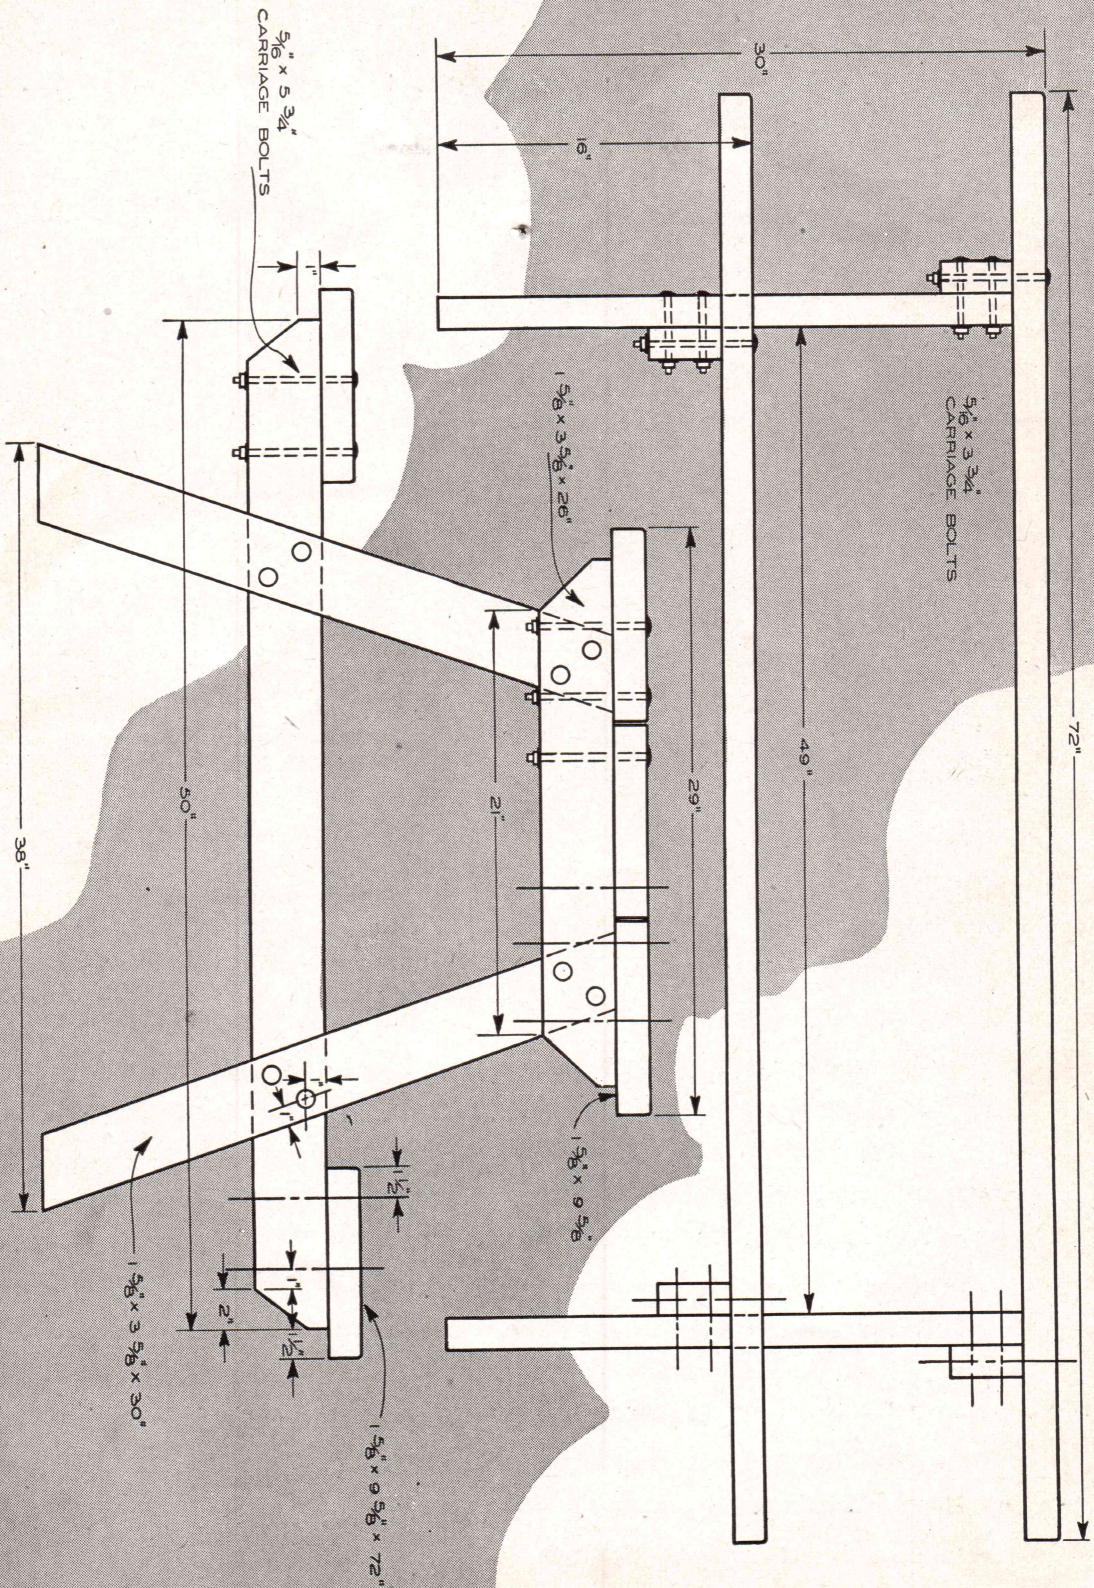 72"
30"
16"
5/16" x 3 3/4"
CARRIAGE BOLTS
49"
29"
1 5/8" x 3 5/8" x 26"
21"
1 5/8" x 9 5/8"
5/16" x 5 3/4"
CARRIAGE BOLTS
1"
50"
38"
1"
1"
1 1/2"
1"
2"
1 1/2"
1 5/8" x 3 5/8" x 30"
1 5/8" x 9 5/8" x 72"